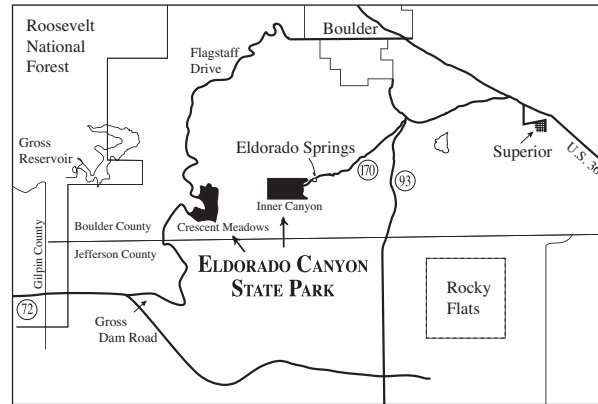 Roosevelt
National
Forest
Boulder
Flagstaff
Drive
Gross
Reservoir
Eldorado Springs
Superior
U.S. 36
170
93
Inner Canyon
Crescent Meadows
Boulder County
Jefferson County
Gilpin County
ELDORADO CANYON
STATE PARK
Rocky
Flats
72
Gross
Dam Road